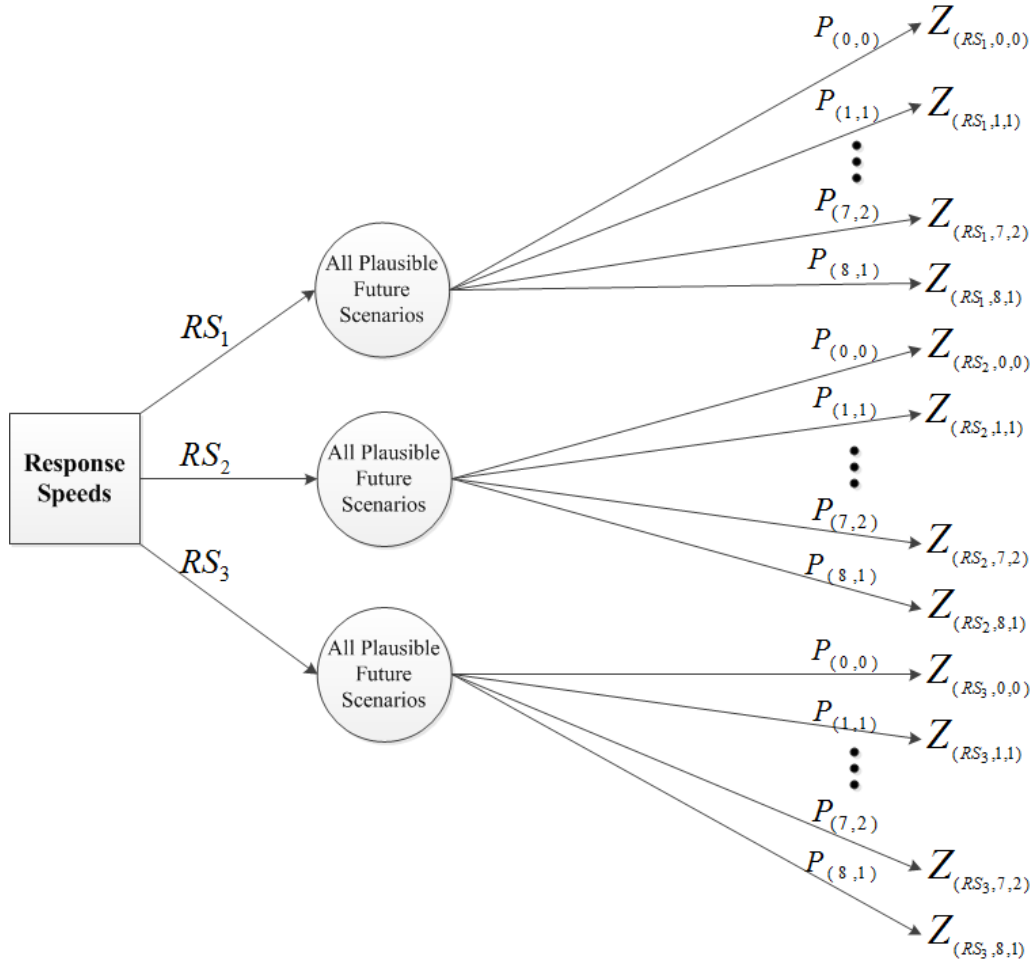 P(0,0) Z(RS1,0,0)
P(1,1) Z(RS1,1,1)
P(7,2) Z(RS1,7,2)
P(8,1) Z(RS1,8,1)
All Plausible
Future
Scenarios
RS1
P(0,0) Z(RS2,0,0)
P(1,1) Z(RS2,1,1)
P(7,2) Z(RS2,7,2)
P(8,1) Z(RS2,8,1)
All Plausible
Future
Scenarios
RS2
Response
Speeds
RS3
All Plausible
Future
Scenarios
P(0,0) Z(RS3,0,0)
P(1,1) Z(RS3,1,1)
P(7,2) Z(RS3,7,2)
P(8,1) Z(RS3,8,1)